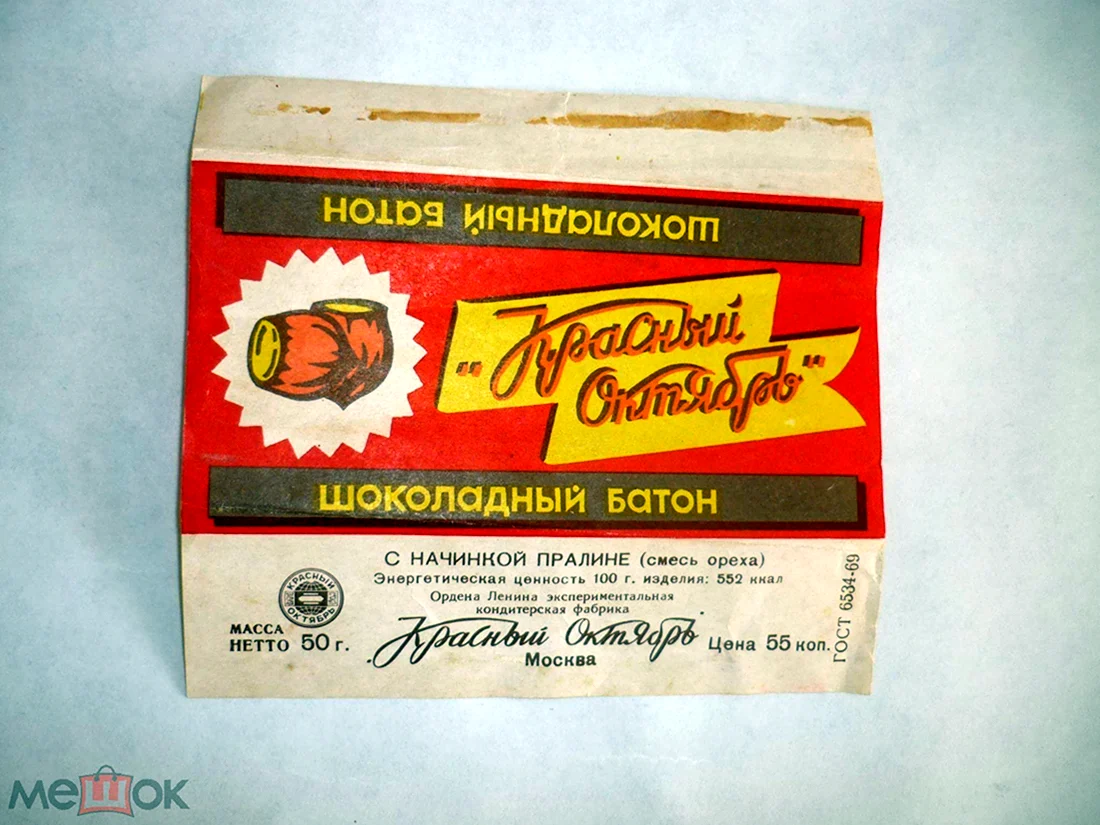 ШОКОЛАДНЫЙ БАТОН
"Красный
Октябрь"
ШОКОЛАДНЫЙ БАТОН
С НАЧИНКОЙ ПРАЛИНЕ (смесь ореха)
Энергетическая ценность 100 г. изделия: 552 ккал
Ордена Ленина экспериментальная
кондитерская фабрика
КРАСНЫЙ
ОКТЯБРЬ
МАССА
НЕТТО 50 г.
Красный Октябрь
Москва
Цена 55 коп.
ГОСТ 6534-69
мешок